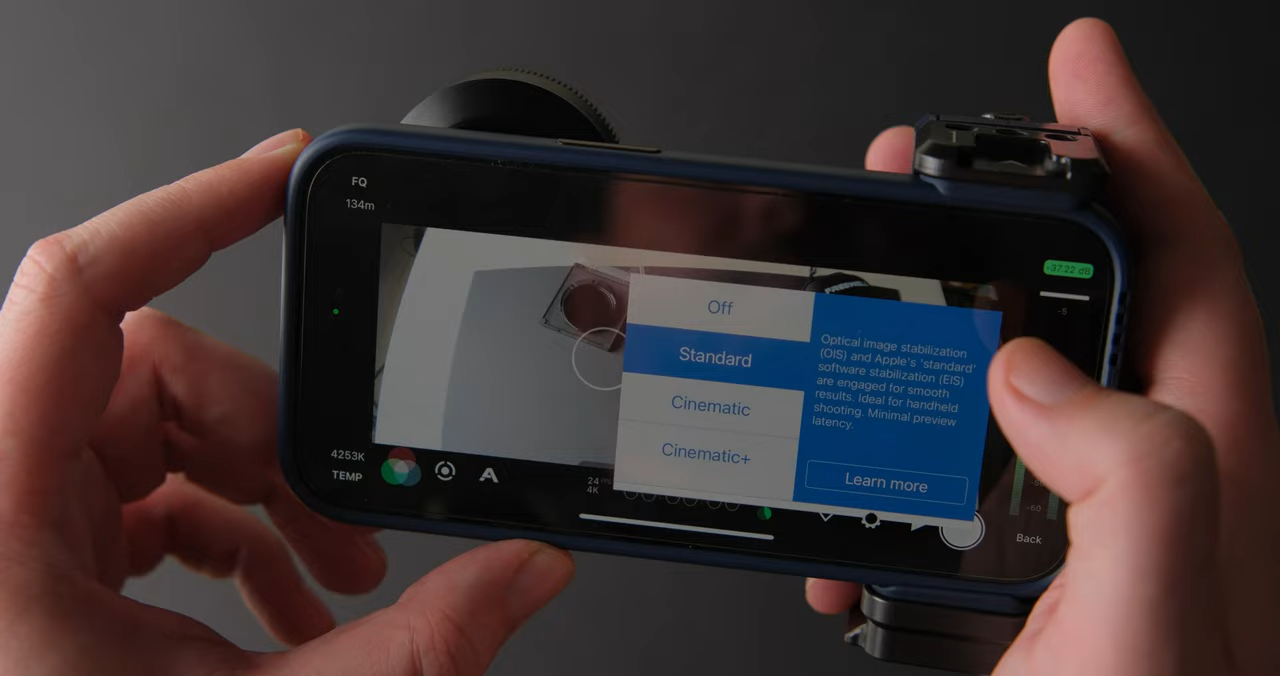 FQ
134m
-37.22 dB
-5
Off
Standard
Cinematic
Cinematic+
Optical image stabilization
(OIS) and Apple's 'standard'
software stabilization (EIS)
are engaged for smooth
results. Ideal for handheld
shooting. Minimal preview
latency.
Learn more
4253K
TEMP
A
24
4K
-60
Back